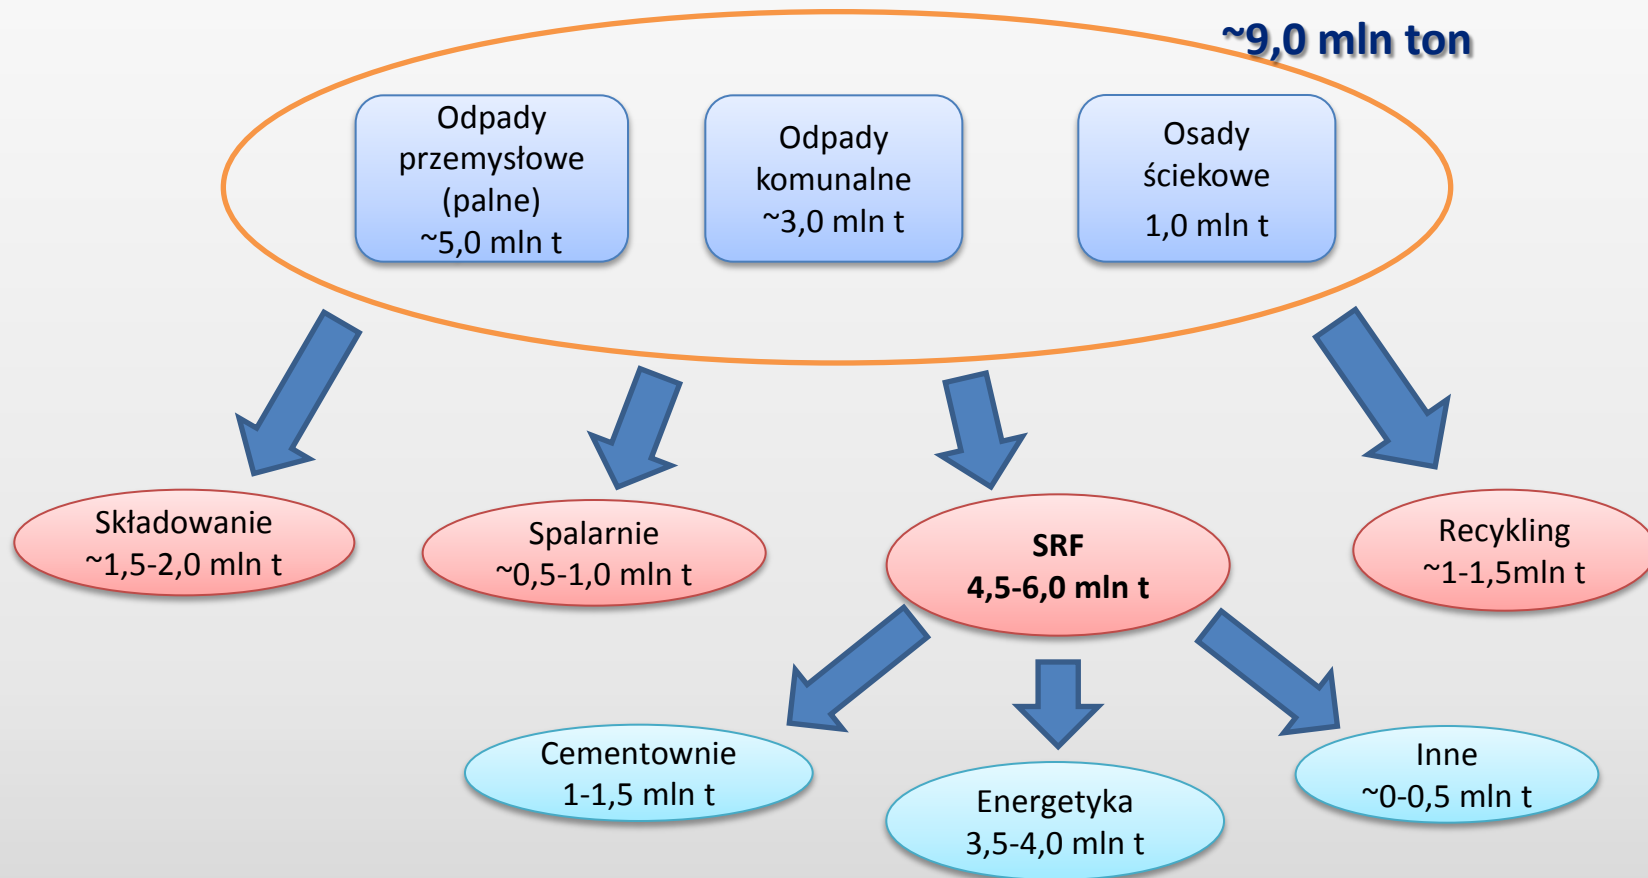 ~9,0 mln ton
Odpady
przemysłowe
(palne)
~5,0 mln t
Odpady
komunalne
~3,0 mln t
Osady
ściekowe
1,0 mln t
Składowanie
~1,5-2,0 mln t
Spalarnie
~0,5-1,0 mln t
SRF
4,5-6,0 mln t
Recykling
~1-1,5mln t
Cementownie
1-1,5 mln t
Energetyka
3,5-4,0 mln t
Inne
~0-0,5 mln t